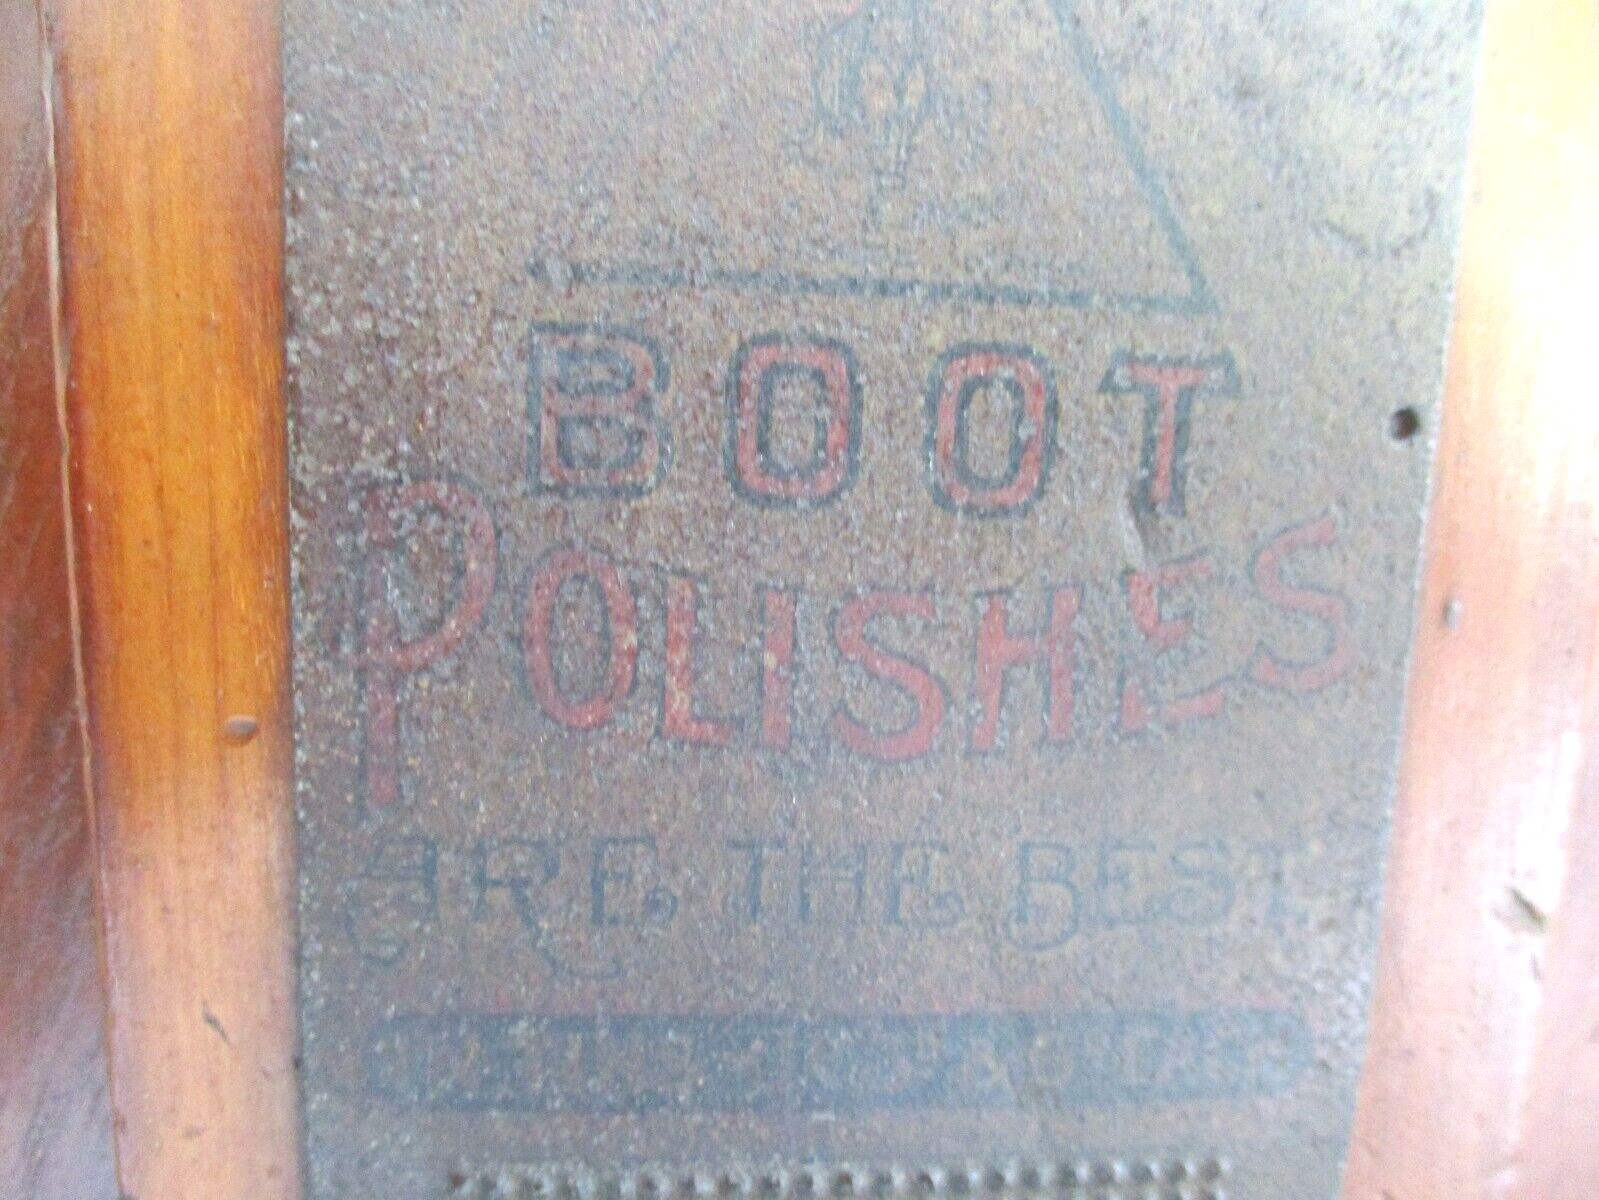 BOOT
POLISHES
ARE THE BEST